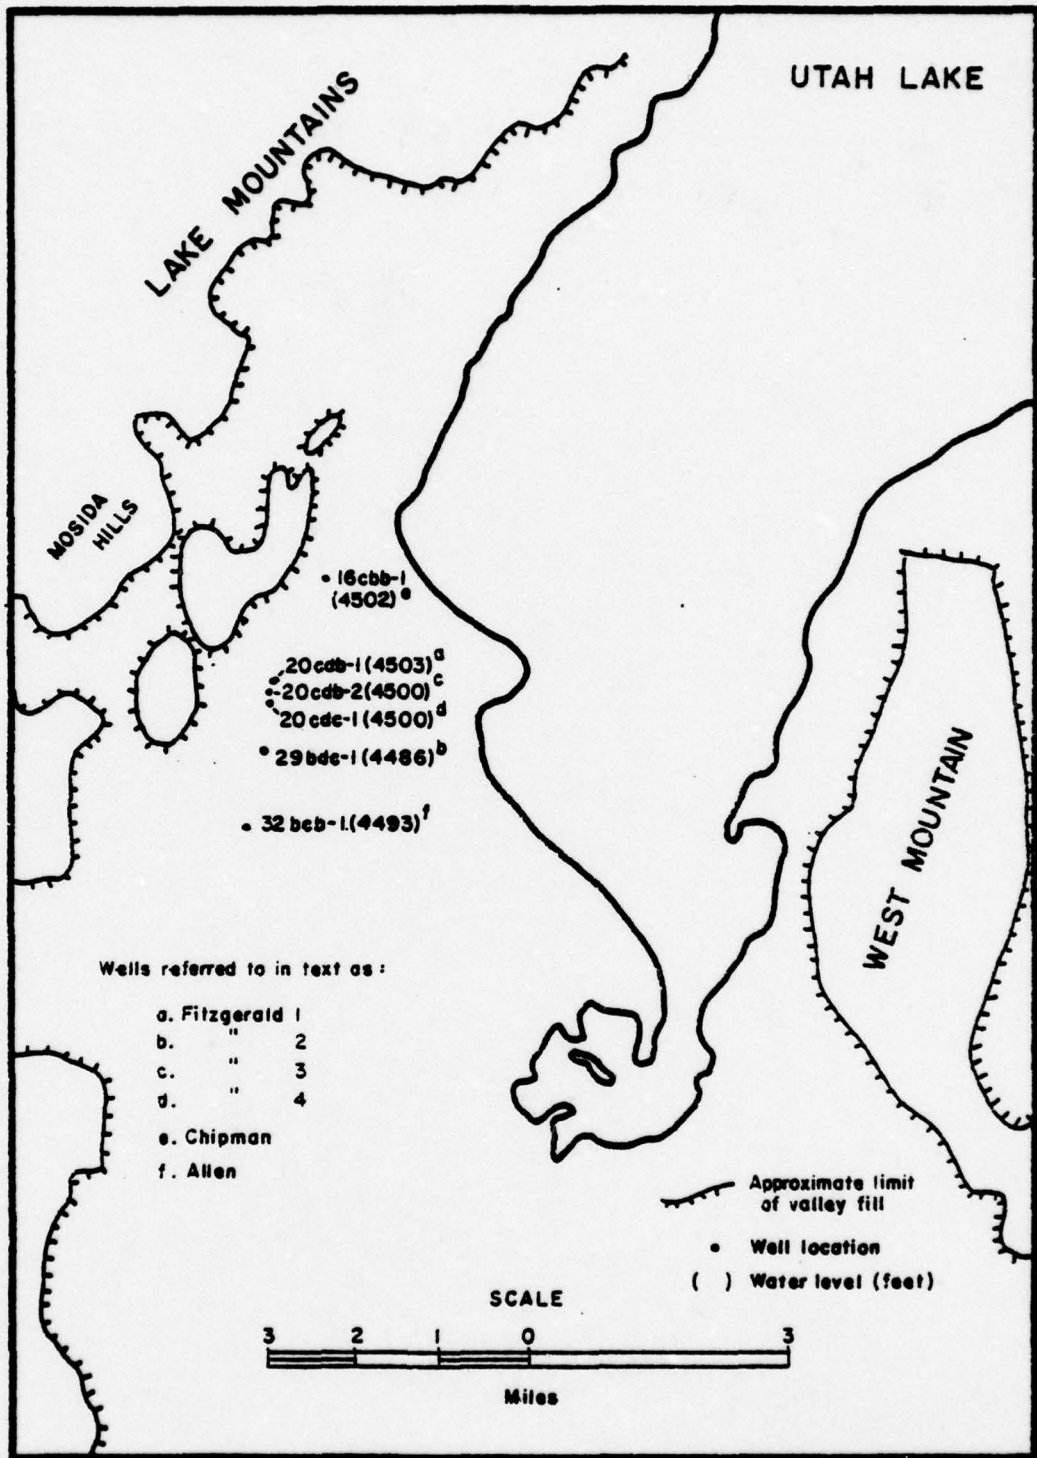 UTAH LAKE
LAKE MOUNTAINS
MOSIDA
HILLS
16cbb-1
(4502)e
20cdb-1(4503)a
20cdb-2(4500)c
20cdc-1(4500)d
29bdc-1(4486)b
32bcb-1.(4493)f
WEST MOUNTAIN
Wells referred to in text as:
a. Fitzgerald 1
b. " 2
c. " 3
d. " 4
e. Chipman
f. Allen
Approximate limit
of valley fill
Well location
( ) Water level (feet)
SCALE
3 2 1 0 3
Miles